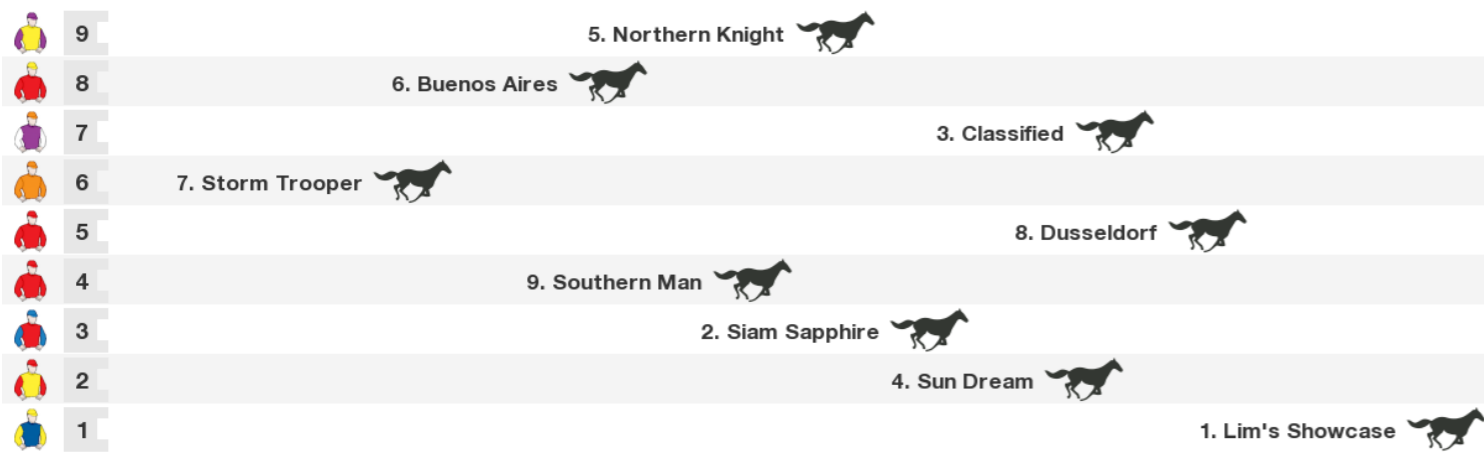 9 5. Northern Knight
8 6. Buenos Aires
7 3. Classified
6 7. Storm Trooper
5 8. Dusseldorf
4 9. Southern Man
3 2. Siam Sapphire
2 4. Sun Dream
1 1. Lim's Showcase